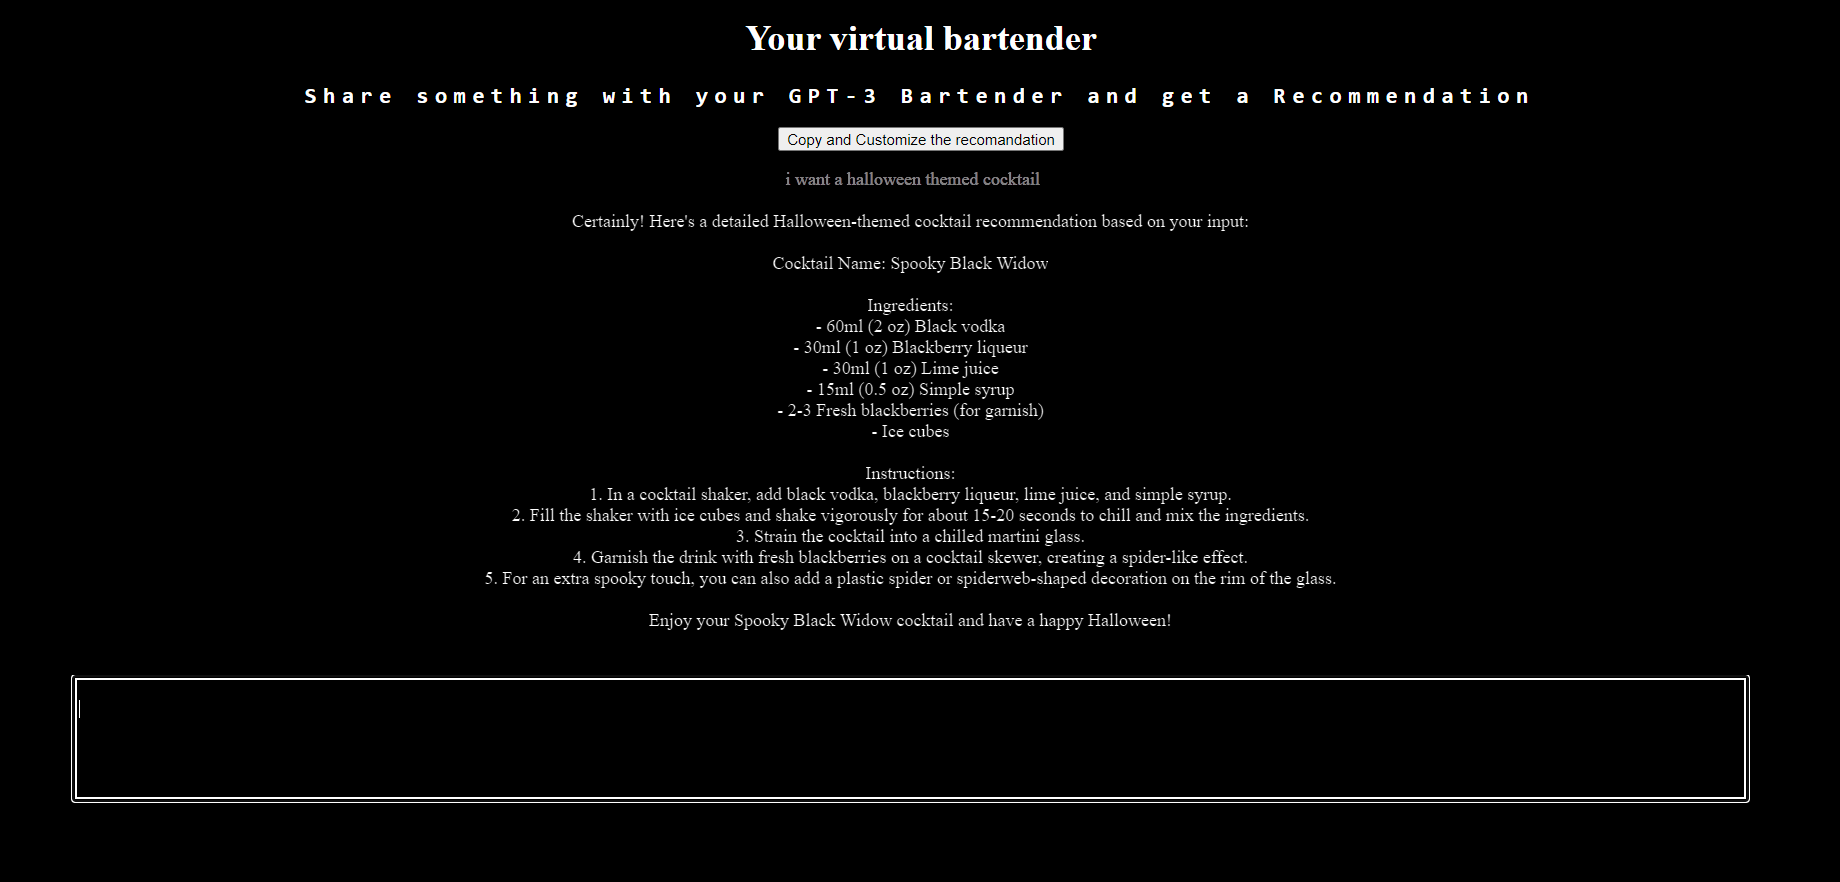 Your virtual bartender
Share something with your GPT-3 Bartender and get a Recommendation
Copy and Customize the recomandation
i want a halloween themed cocktail
Certainly! Here's a detailed Halloween-themed cocktail recommendation based on your input:
Cocktail Name: Spooky Black Widow
Ingredients:
- 60ml (2 oz) Black vodka
- 30ml (1 oz) Blackberry liqueur
- 30ml (1 oz) Lime juice
- 15ml (0.5 oz) Simple syrup
- 2-3 Fresh blackberries (for garnish)
- Ice cubes
Instructions:
1. In a cocktail shaker, add black vodka, blackberry liqueur, lime juice, and simple syrup.
2. Fill the shaker with ice cubes and shake vigorously for about 15-20 seconds to chill and mix the ingredients.
3. Strain the cocktail into a chilled martini glass.
4. Garnish the drink with fresh blackberries on a cocktail skewer, creating a spider-like effect.
5. For an extra spooky touch, you can also add a plastic spider or spiderweb-shaped decoration on the rim of the glass.
Enjoy your Spooky Black Widow cocktail and have a happy Halloween!